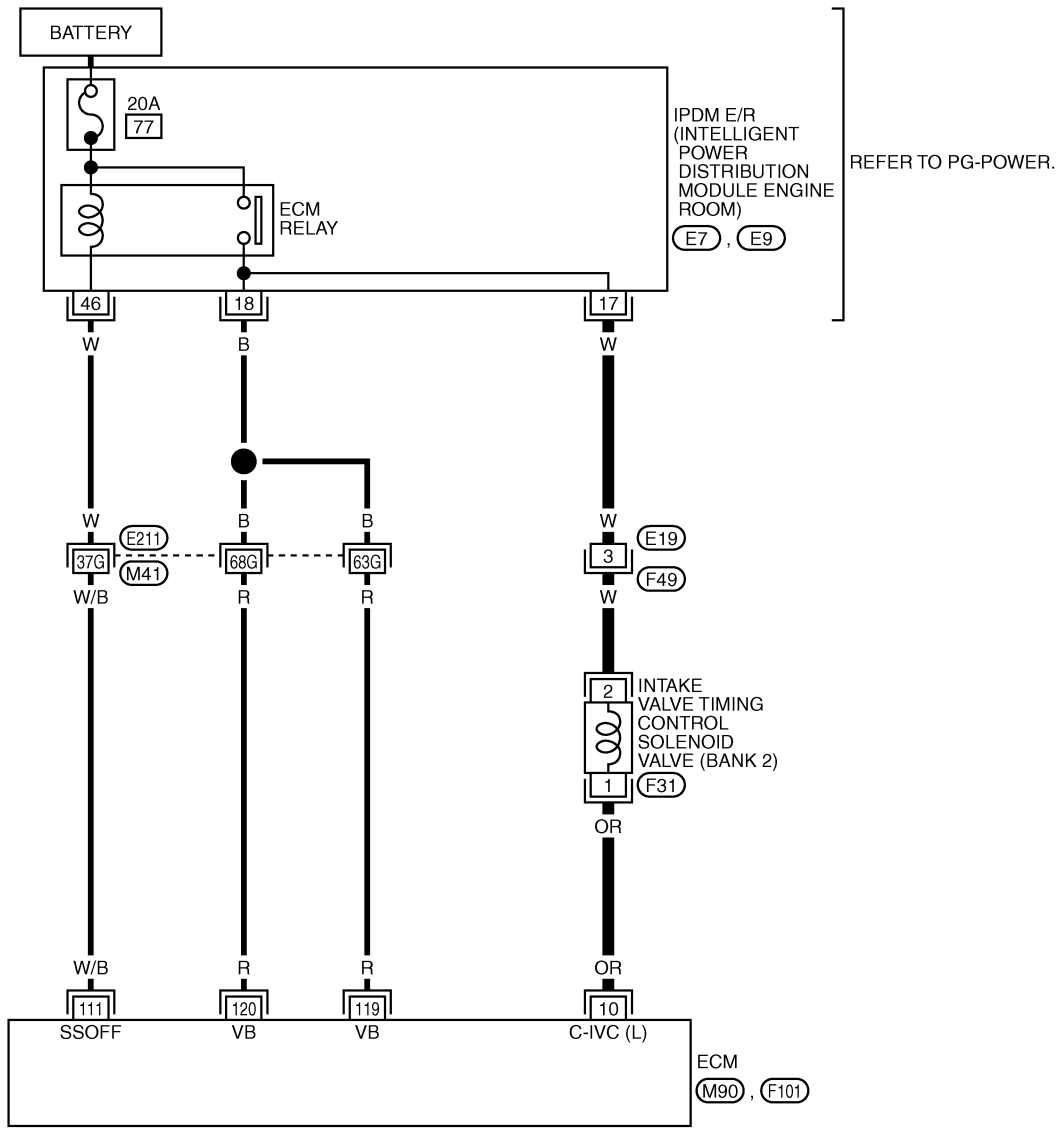 BATTERY
20A
77
IPDM E/R
(INTELLIGENT
POWER
DISTRIBUTION
MODULE ENGINE
ROOM)
E7 , E9
REFER TO PG-POWER.
ECM
RELAY
46 18 17
W B W
W B B W
E211
M41
37G 68G 63G
E19
3
F49
W/B R R W
2
INTAKE
VALVE TIMING
CONTROL
SOLENOID
VALVE (BANK 2)
1
F31
OR
W/B R R OR
111 120 119 10
SSOFF VB VB C-IVC (L)
ECM
M90 , F101